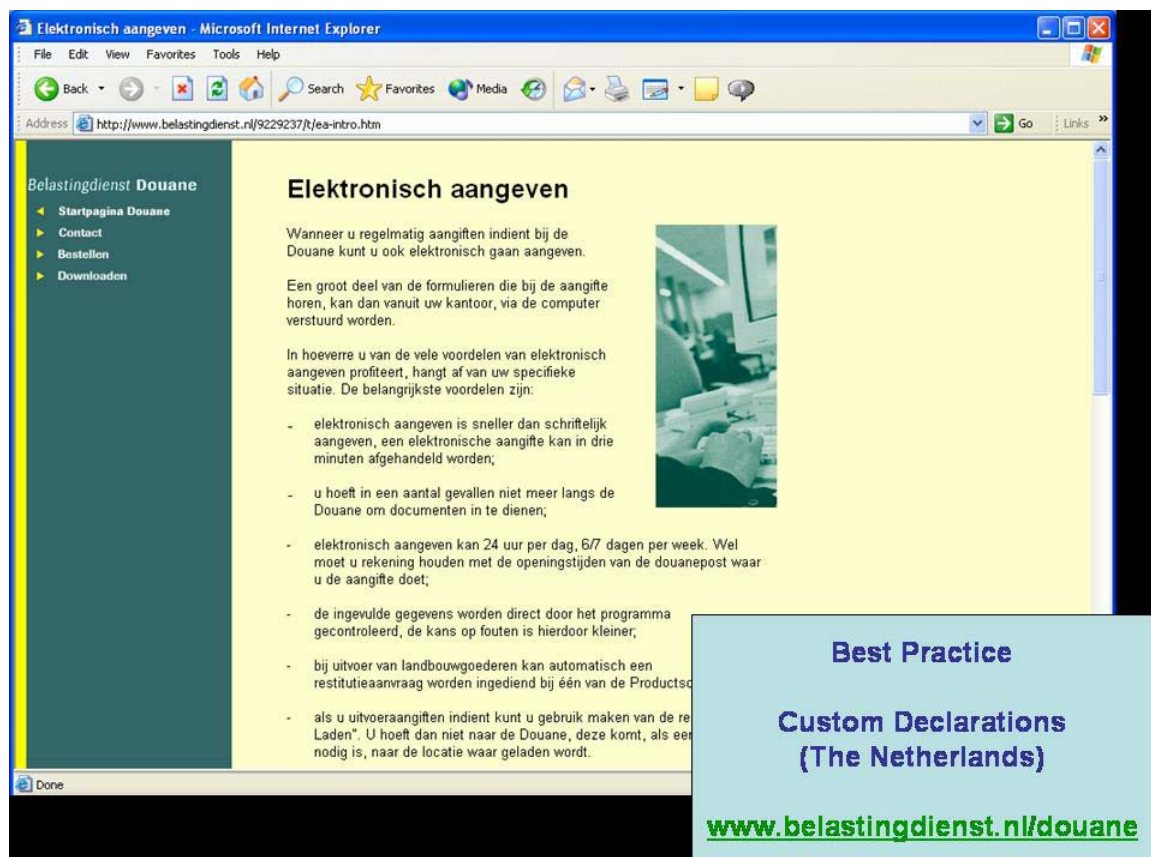 Elektronisch aangeven - Microsoft Internet Explorer
File Edit View Favorites Tools Help
Back Search Favorites Media
Address http://www.belastingdienst.nl/9229237/t/ea-intro.htm Go Links »
Belastingdienst Douane
Startpagina Douane
Contact
Bestellen
Downloaden
Elektronisch aangeven
Wanneer u regelmatig aangiften indient bij de
Douane kunt u ook elektronisch gaan aangeven.
Een groot deel van de formulieren die bij de aangifte
horen, kan dan vanuit uw kantoor, via de computer
verstuurd worden.
In hoeverre u van de vele voordelen van elektronisch
aangeven profiteert, hangt af van uw specifieke
situatie. De belangrijkste voordelen zijn:
- elektronisch aangeven is sneller dan schriftelijk
aangeven, een elektronische aangifte kan in drie
minuten afgehandeld worden;
- u hoeft in een aantal gevallen niet meer langs de
Douane om documenten in te dienen;
- elektronisch aangeven kan 24 uur per dag, 6/7 dagen per week. Wel
moet u rekening houden met de openingstijden van de douanepost waar
u de aangifte doet;
- de ingevulde gegevens worden direct door het programma
gecontroleerd, de kans op fouten is hierdoor kleiner;
- bij uitvoer van landbouwgoederen kan automatisch een
restitutieaanvraag worden ingediend bij één van de
- als u uitvoeraangiften indient kunt u gebruik maken van de
Laden". U hoeft dan niet naar de Douane, deze komt, als
nodig is, naar de locatie waar geladen wordt.
Done
Best Practice
Custom Declarations
(The Netherlands)
www.belastingdienst.nl/douane